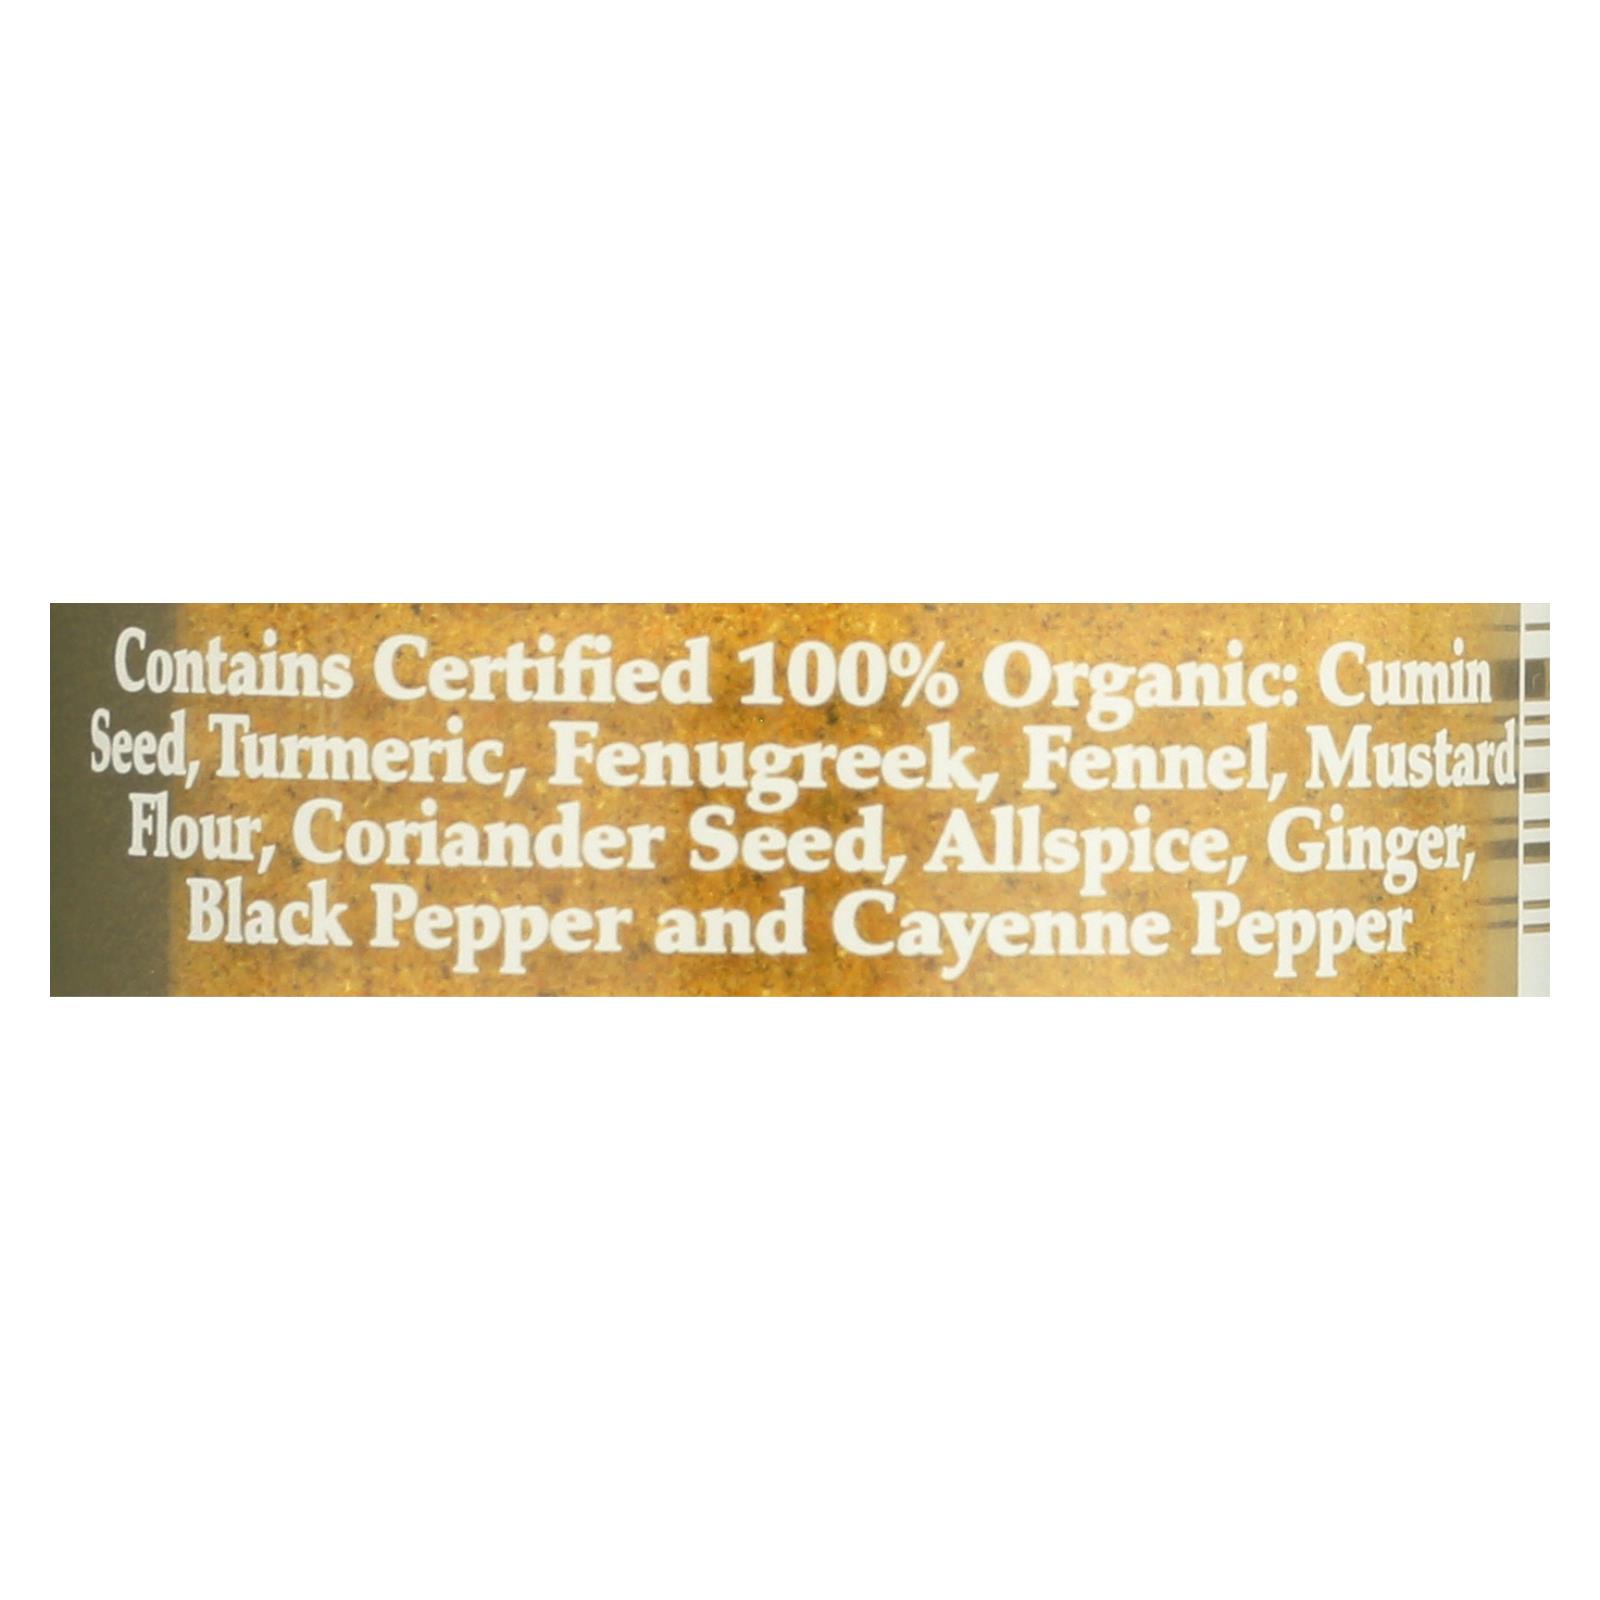 Contains Certified 100% Organic: Cumin
Seed, Turmeric, Fenugreek, Fennel, Mustard
Flour, Coriander Seed, Allspice, Ginger,
Black Pepper and Cayenne Pepper